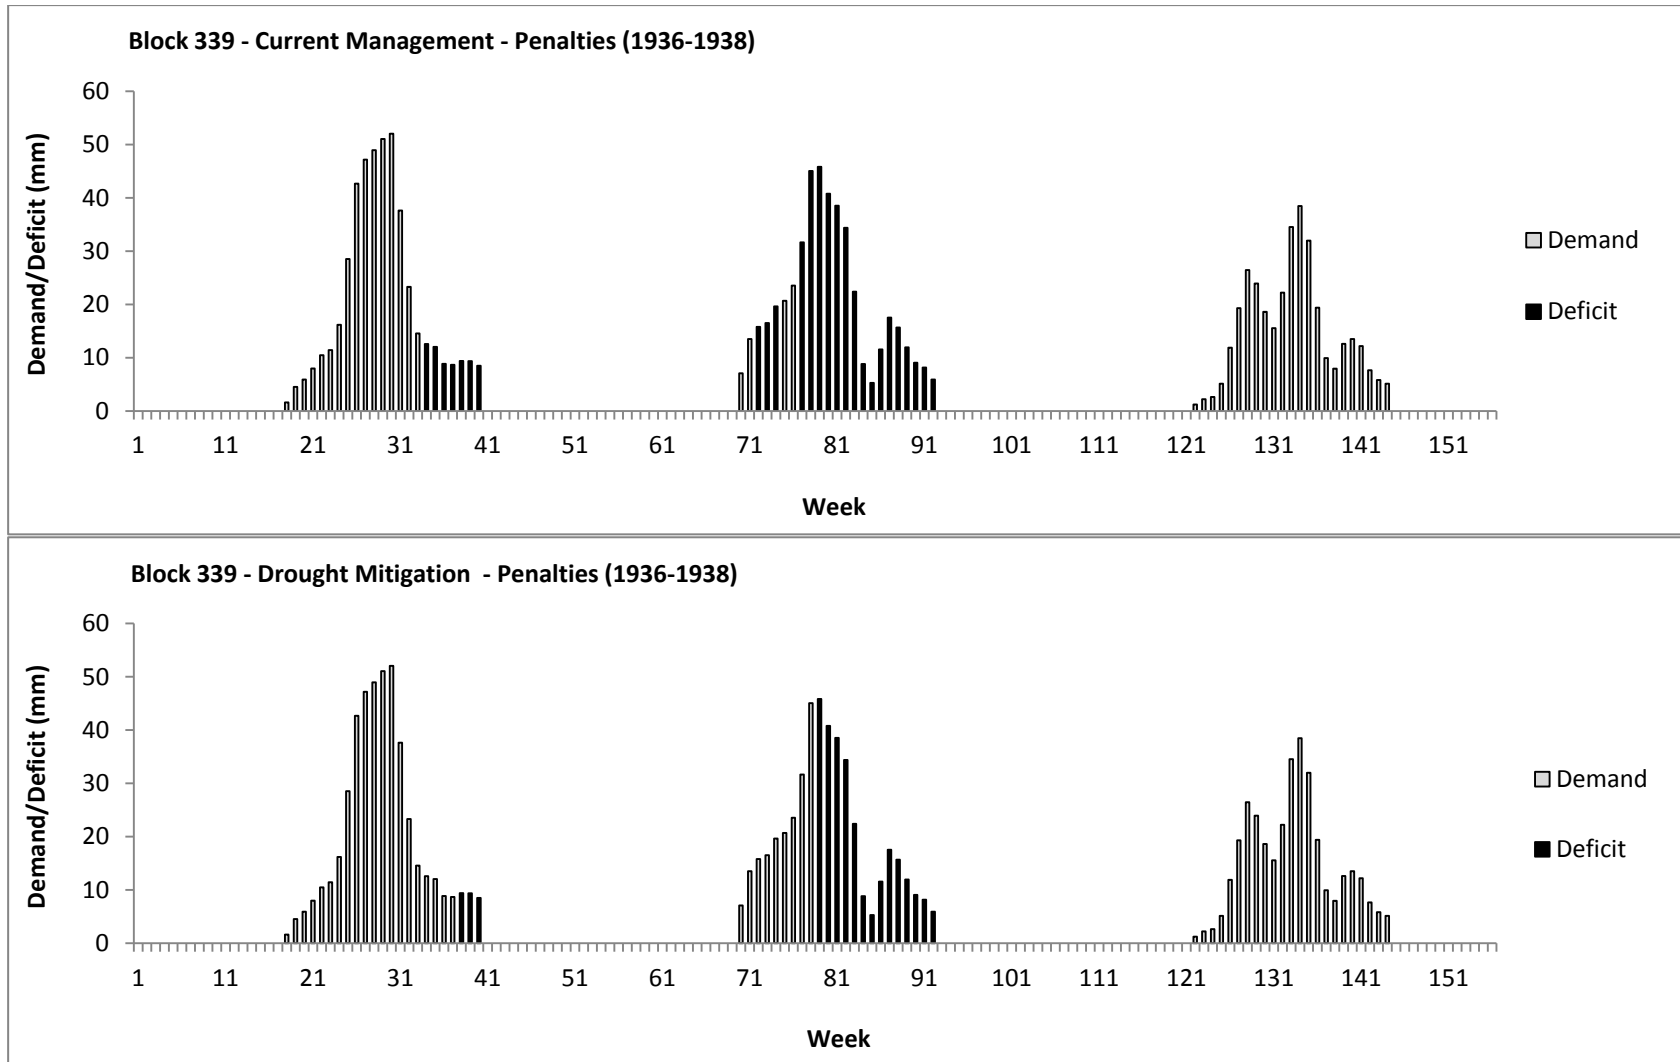 Block 339 - Current Management - Penalties (1936-1938)
60
50
40
30
20
10
0
Demand/Deficit (mm)
1 11 21 31 41 51 61 71 81 91 101 111 121 131 141 151
Week
Demand
Deficit
Block 339 - Drought Mitigation  - Penalties (1936-1938)
60
50
40
30
20
10
0
Demand/Deficit (mm)
1 11 21 31 41 51 61 71 81 91 101 111 121 131 141 151
Week
Demand
Deficit